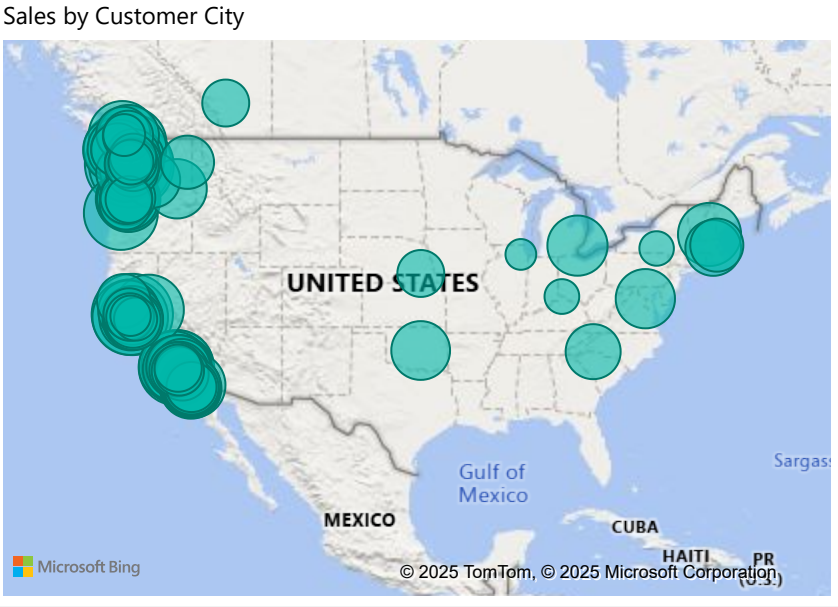 Sales by Customer City
UNITED STATES
Gulf of
Mexico
Sargass
MEXICO
CUBA
HAITI
PR
(U.S.)
Microsoft Bing
© 2025 TomTom, © 2025 Microsoft Corporation